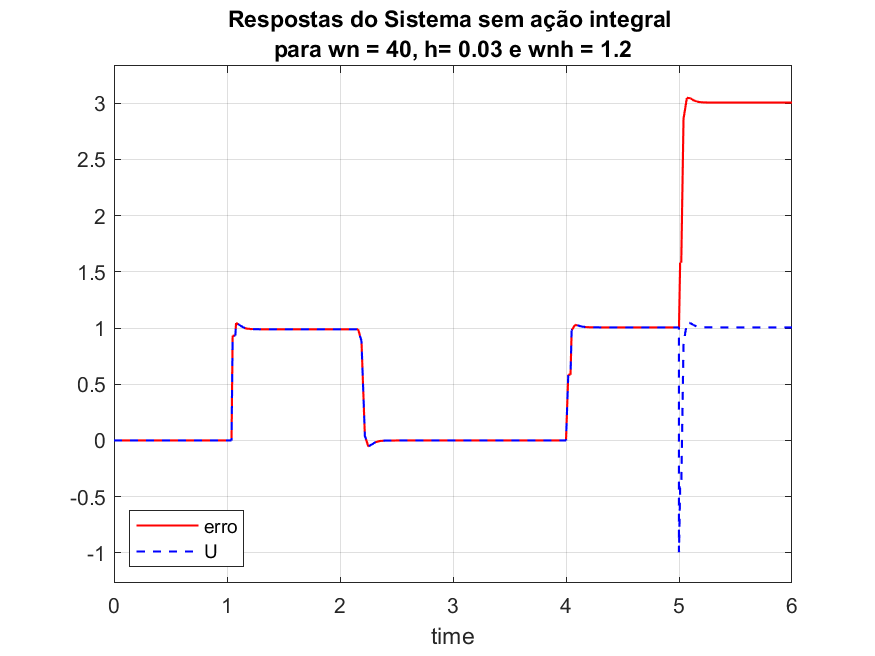 Respostas do Sistema sem ação integral
para wn = 40, h= 0.03 e wnh = 1.2
3
2.5
2
1.5
1
0.5
0
-0.5
-1
erro
U
0 1 2 3 4 5 6
time